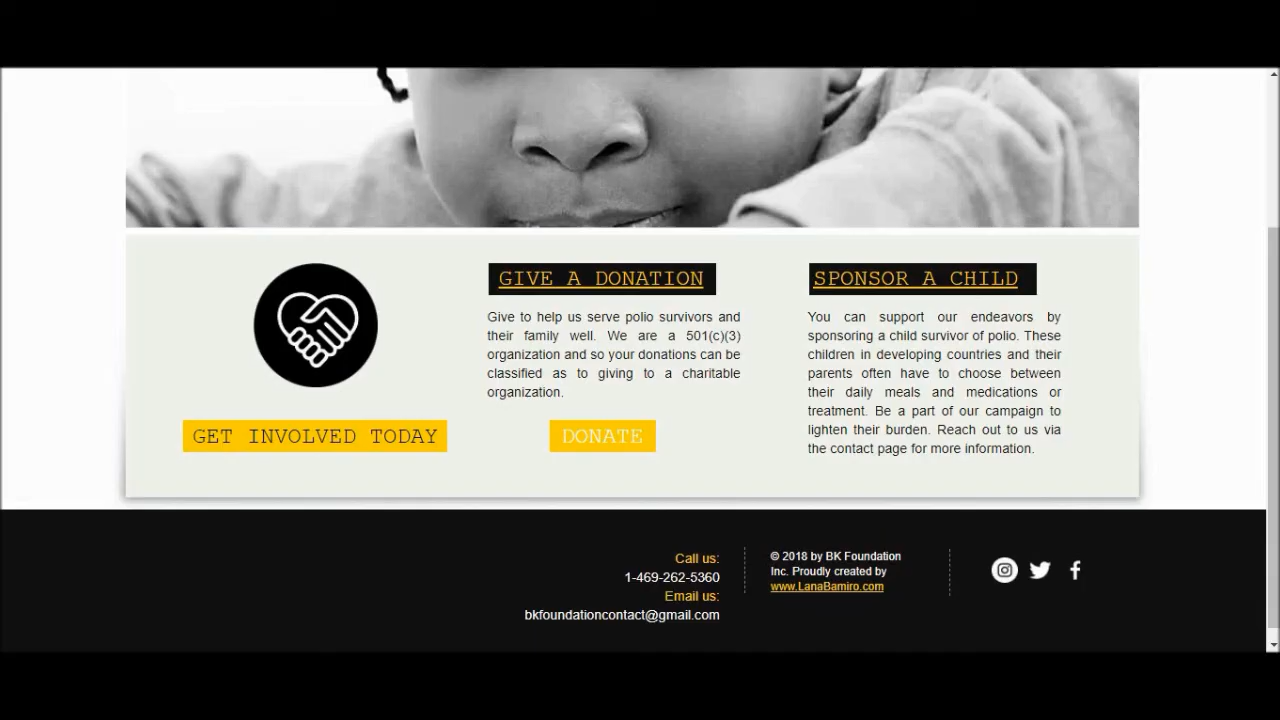 GIVE A DONATION
Give to help us serve polio survivors and
their family well. We are a 501(c)(3)
organization and so your donations can be
classified as to giving to a charitable
organization.
SPONSOR A CHILD
You can support our endeavors by
sponsoring a child survivor of polio. These
children in developing countries and their
parents often have to choose between
their daily meals and medications or
treatment. Be a part of our campaign to
lighten their burden. Reach out to us via
the contact page for more information.
GET INVOLVED TODAY
DONATE
Call us:
1-469-262-5360
Email us:
bkfoundationcontact@gmail.com
© 2018 by BK Foundation
Inc. Proudly created by
www.LanaBamiro.com